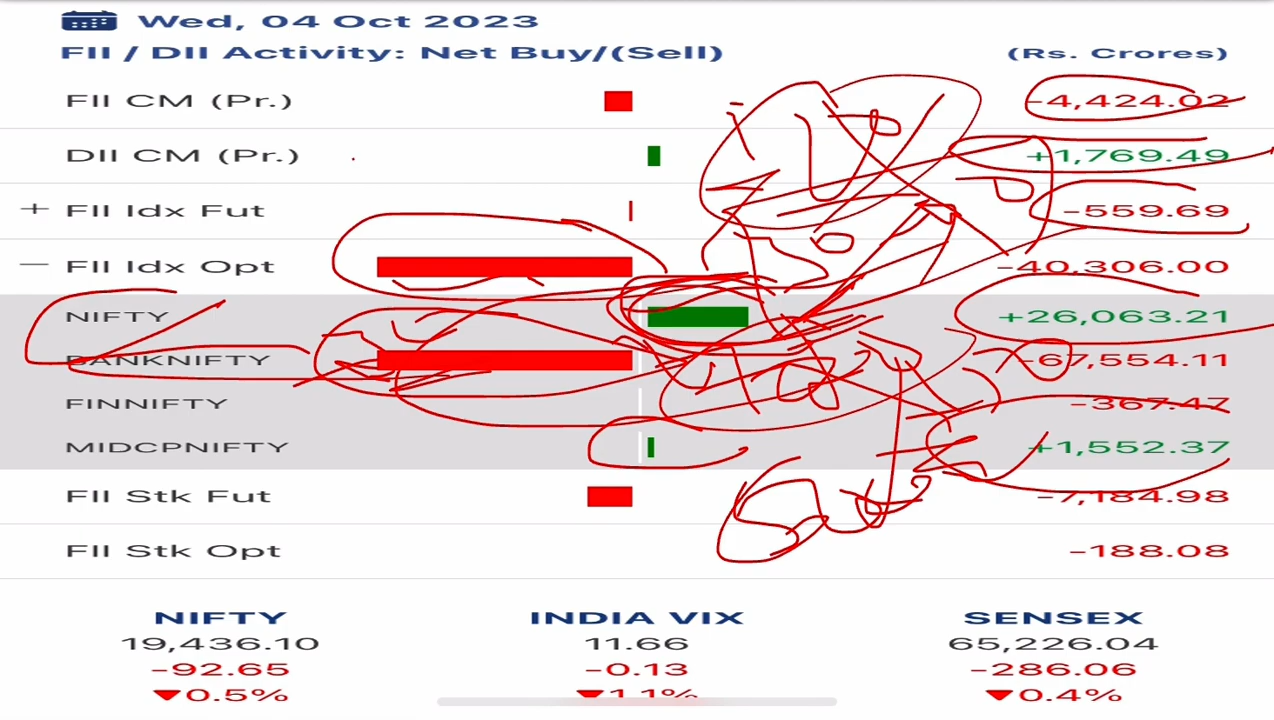 Wed, 04 Oct 2023
FII / DII Activity: Net Buy/(Sell) (Rs. Crores)
FII CM (Pr.) -4,424.02
DII CM (Pr.) +1,769.49
+ FII Idx Fut -559.69
— FII Idx Opt -40,306.00
NIFTY +26,063.21
BANKNIFTY -67,554.11
FINNIFTY -367.47
MIDCPNIFTY +1,552.37
FII Stk Fut -7,184.98
FII Stk Opt -188.08
NIFTY INDIA VIX SENSEX
19,436.10 11.66 65,226.04
-92.65 -0.13 -286.06
▼0.5% ▼1.1% ▼0.4%